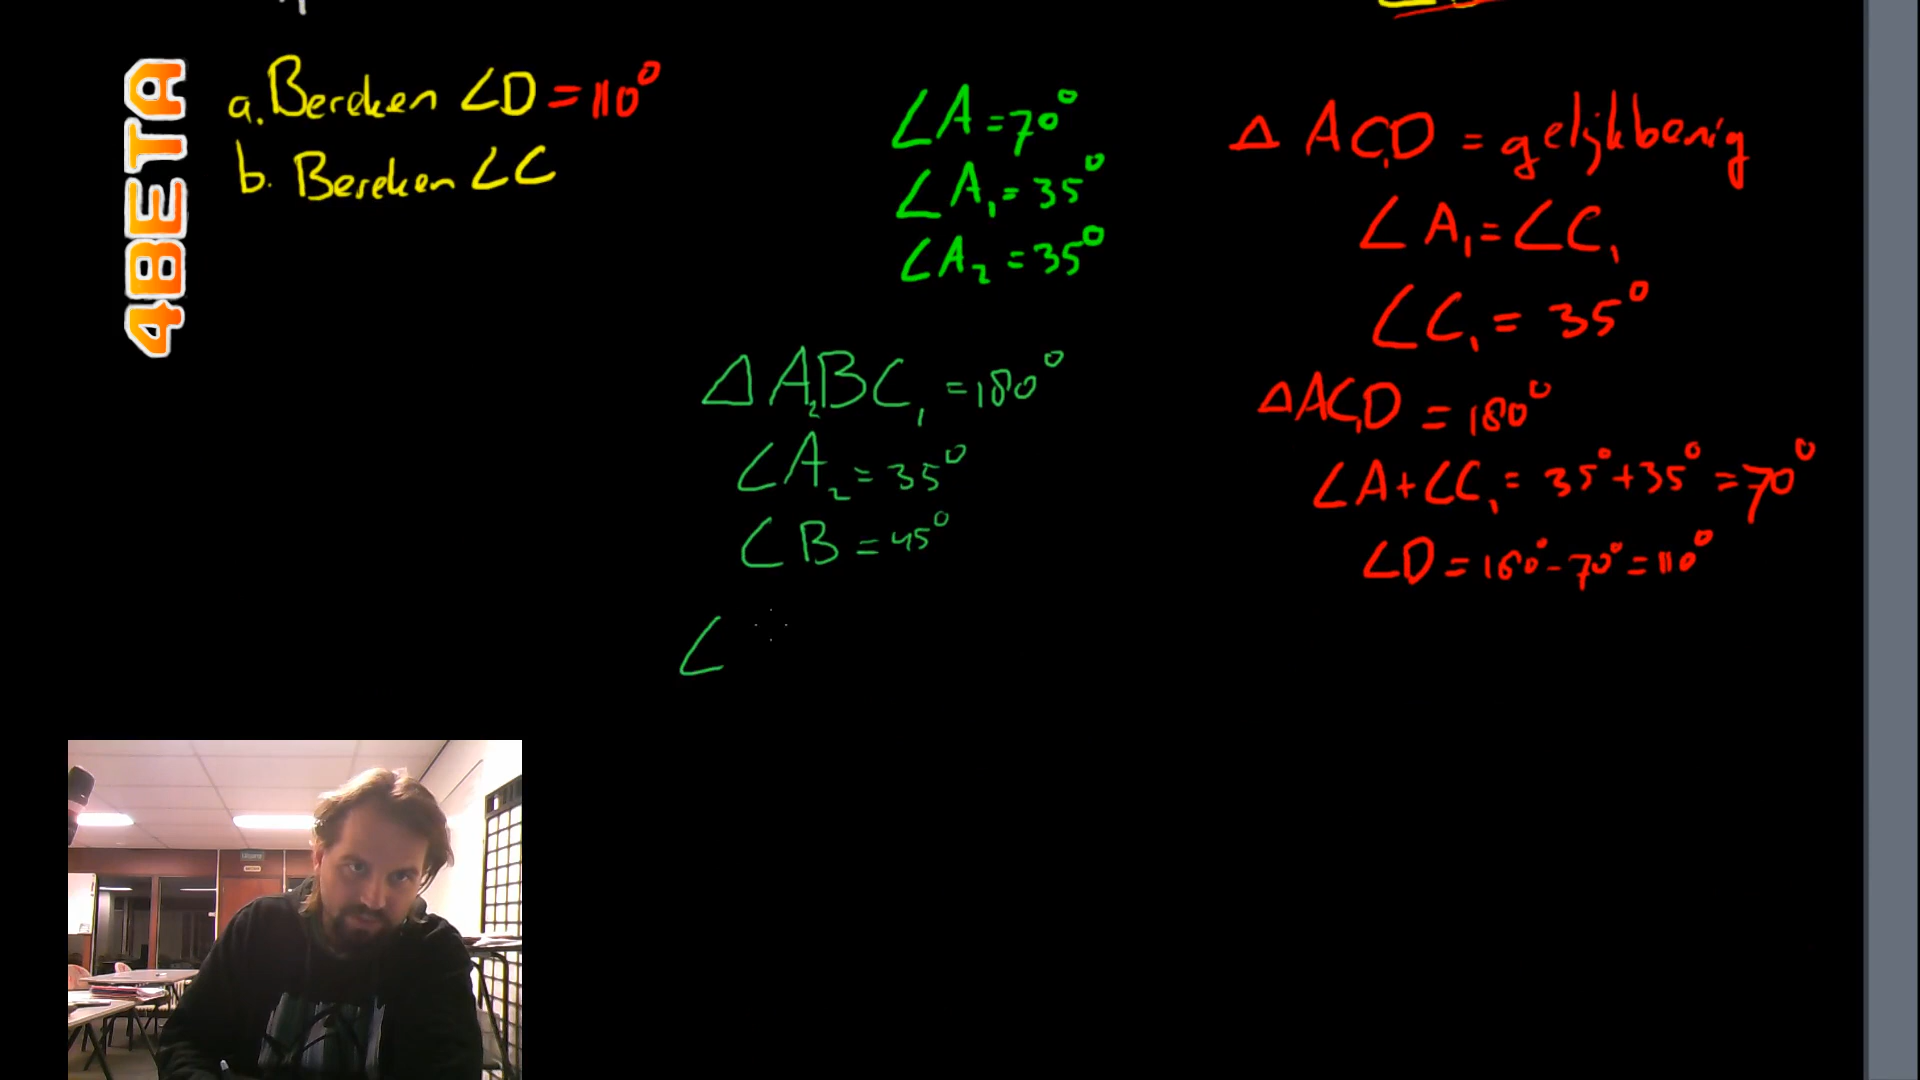 4BETA
a. Bereken ∠D = 110°
b. Bereken ∠C
∠A = 70°
∠A₁ = 35°
∠A₂ = 35°
△A₂BC₁ = 180°
∠A₂ = 35°
∠B = 45°
∠
△ AC₁D = gelijkbenig
∠A₁ = ∠C₁
∠C₁ = 35°
△AC₁D = 180°
∠A + ∠C₁ = 35° + 35° = 70°
∠D = 180° - 70° = 110°